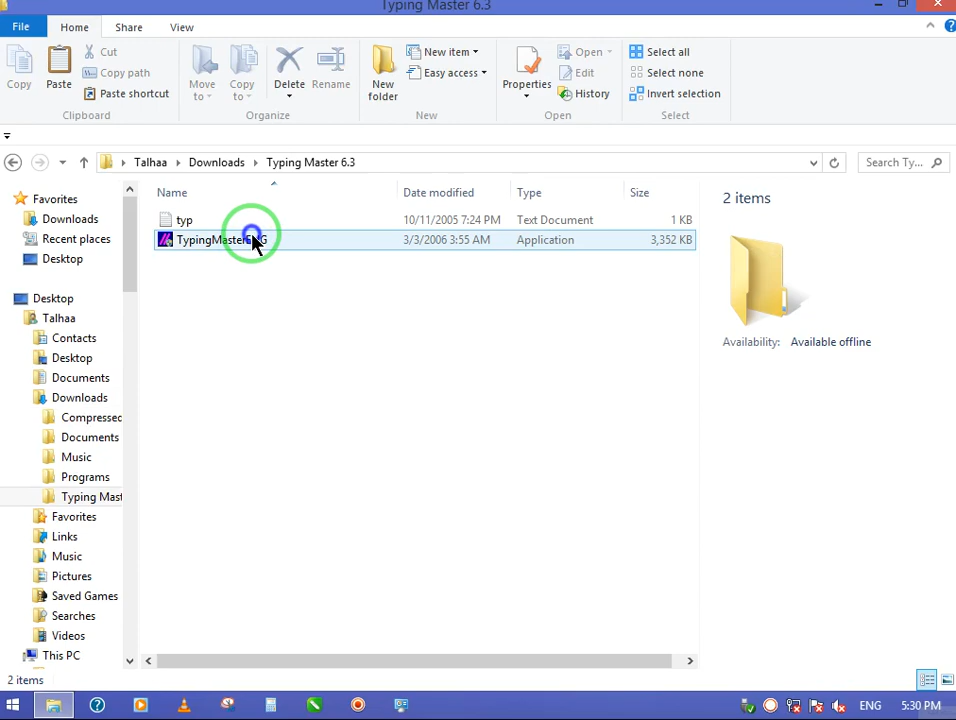 Typing Master 6.3
File
Home
Share
View
Copy
Paste
Cut
Copy path
Paste shortcut
Clipboard
Move to
Copy to
Delete
Rename
Organize
New folder
New item
Easy access
New
Properties
Open
Edit
History
Open
Select all
Select none
Invert selection
Select
Talhaa
Downloads
Typing Master 6.3
Search Ty...
Favorites
Downloads
Recent places
Desktop
Desktop
Talhaa
Contacts
Desktop
Documents
Downloads
Compressed
Documents
Music
Programs
Typing Mast
Favorites
Links
Music
Pictures
Saved Games
Searches
Videos
This PC
Name Date modified Type Size
typ 10/11/2005 7:24 PM Text Document 1 KB
TypingMasterENG 3/3/2006 3:55 AM Application 3,352 KB
2 items
Availability: Available offline
2 items
ENG
5:30 PM